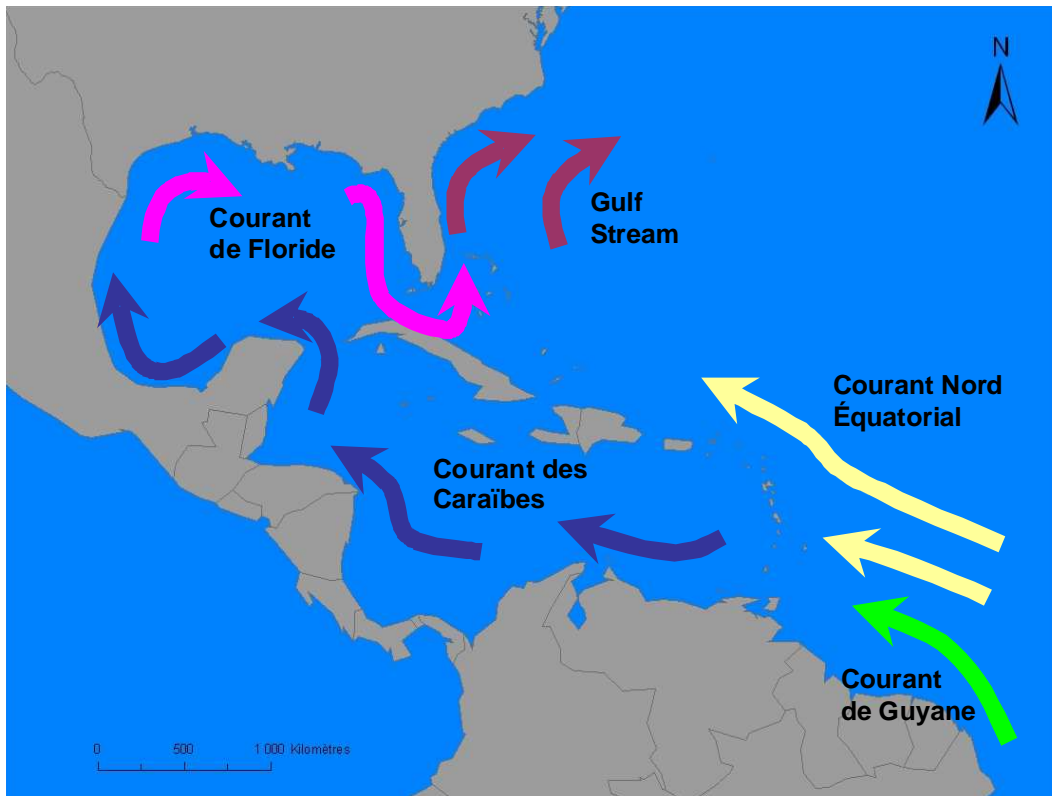 N
Gulf
Stream
Courant
de Floride
Courant Nord
Équatorial
Courant des
Caraïbes
Courant
de Guyane
0 500 1 000 Kilomètres